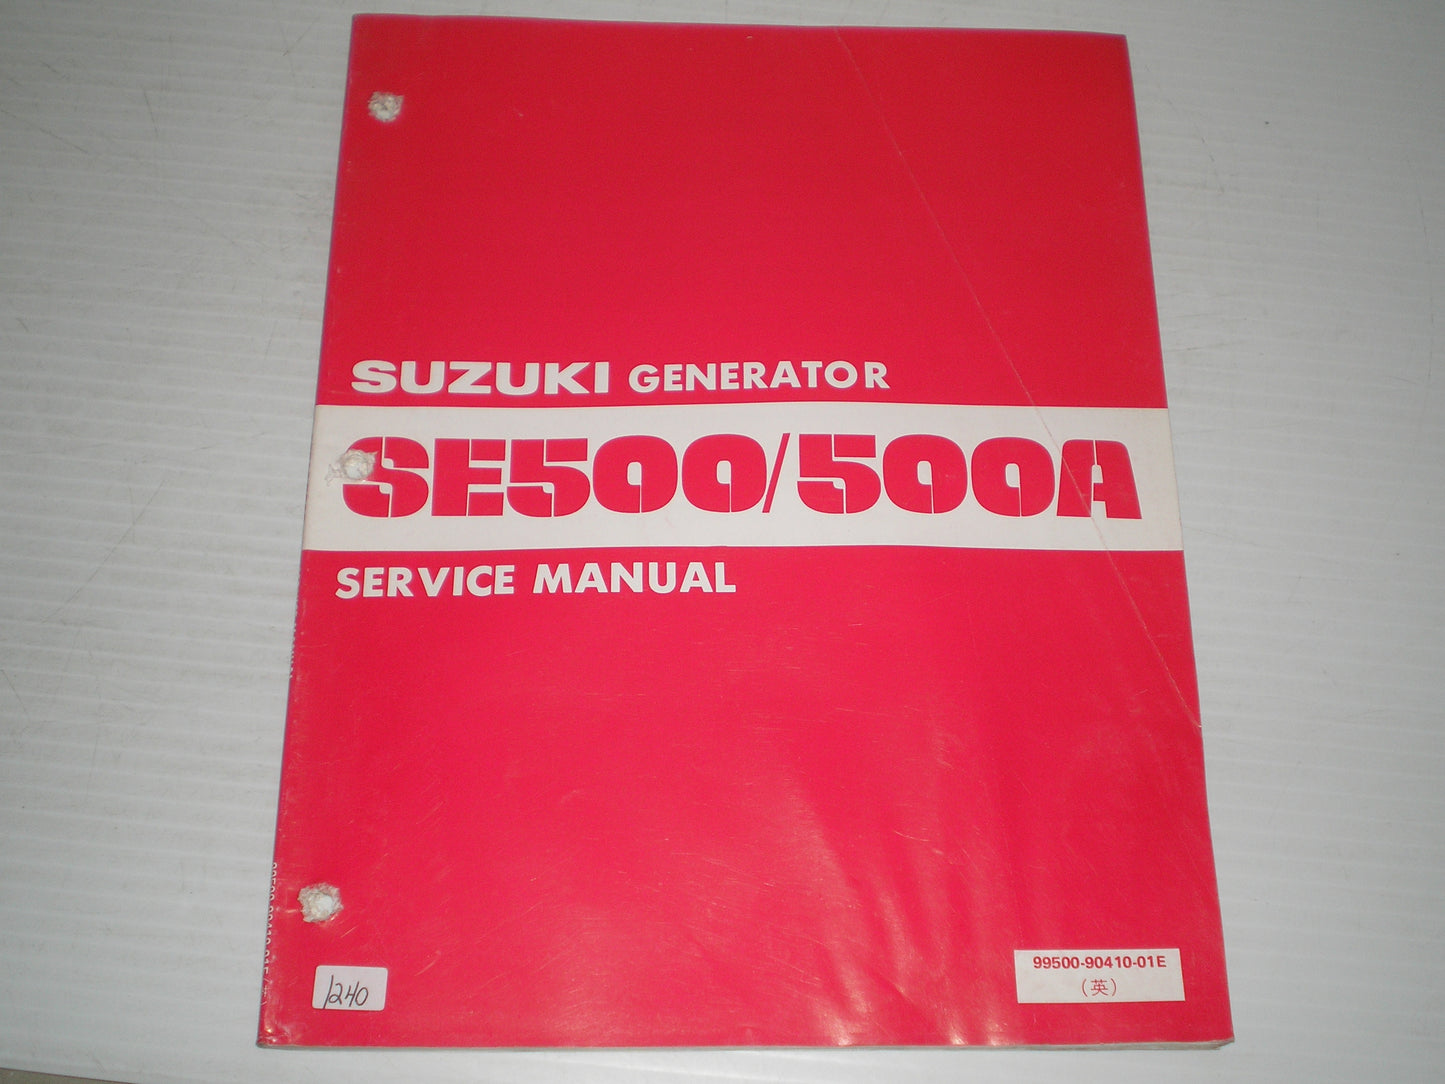 SUZUKI GENERATOR
SE500/500A
SERVICE MANUAL
99500-90410-01E
(英)
1240